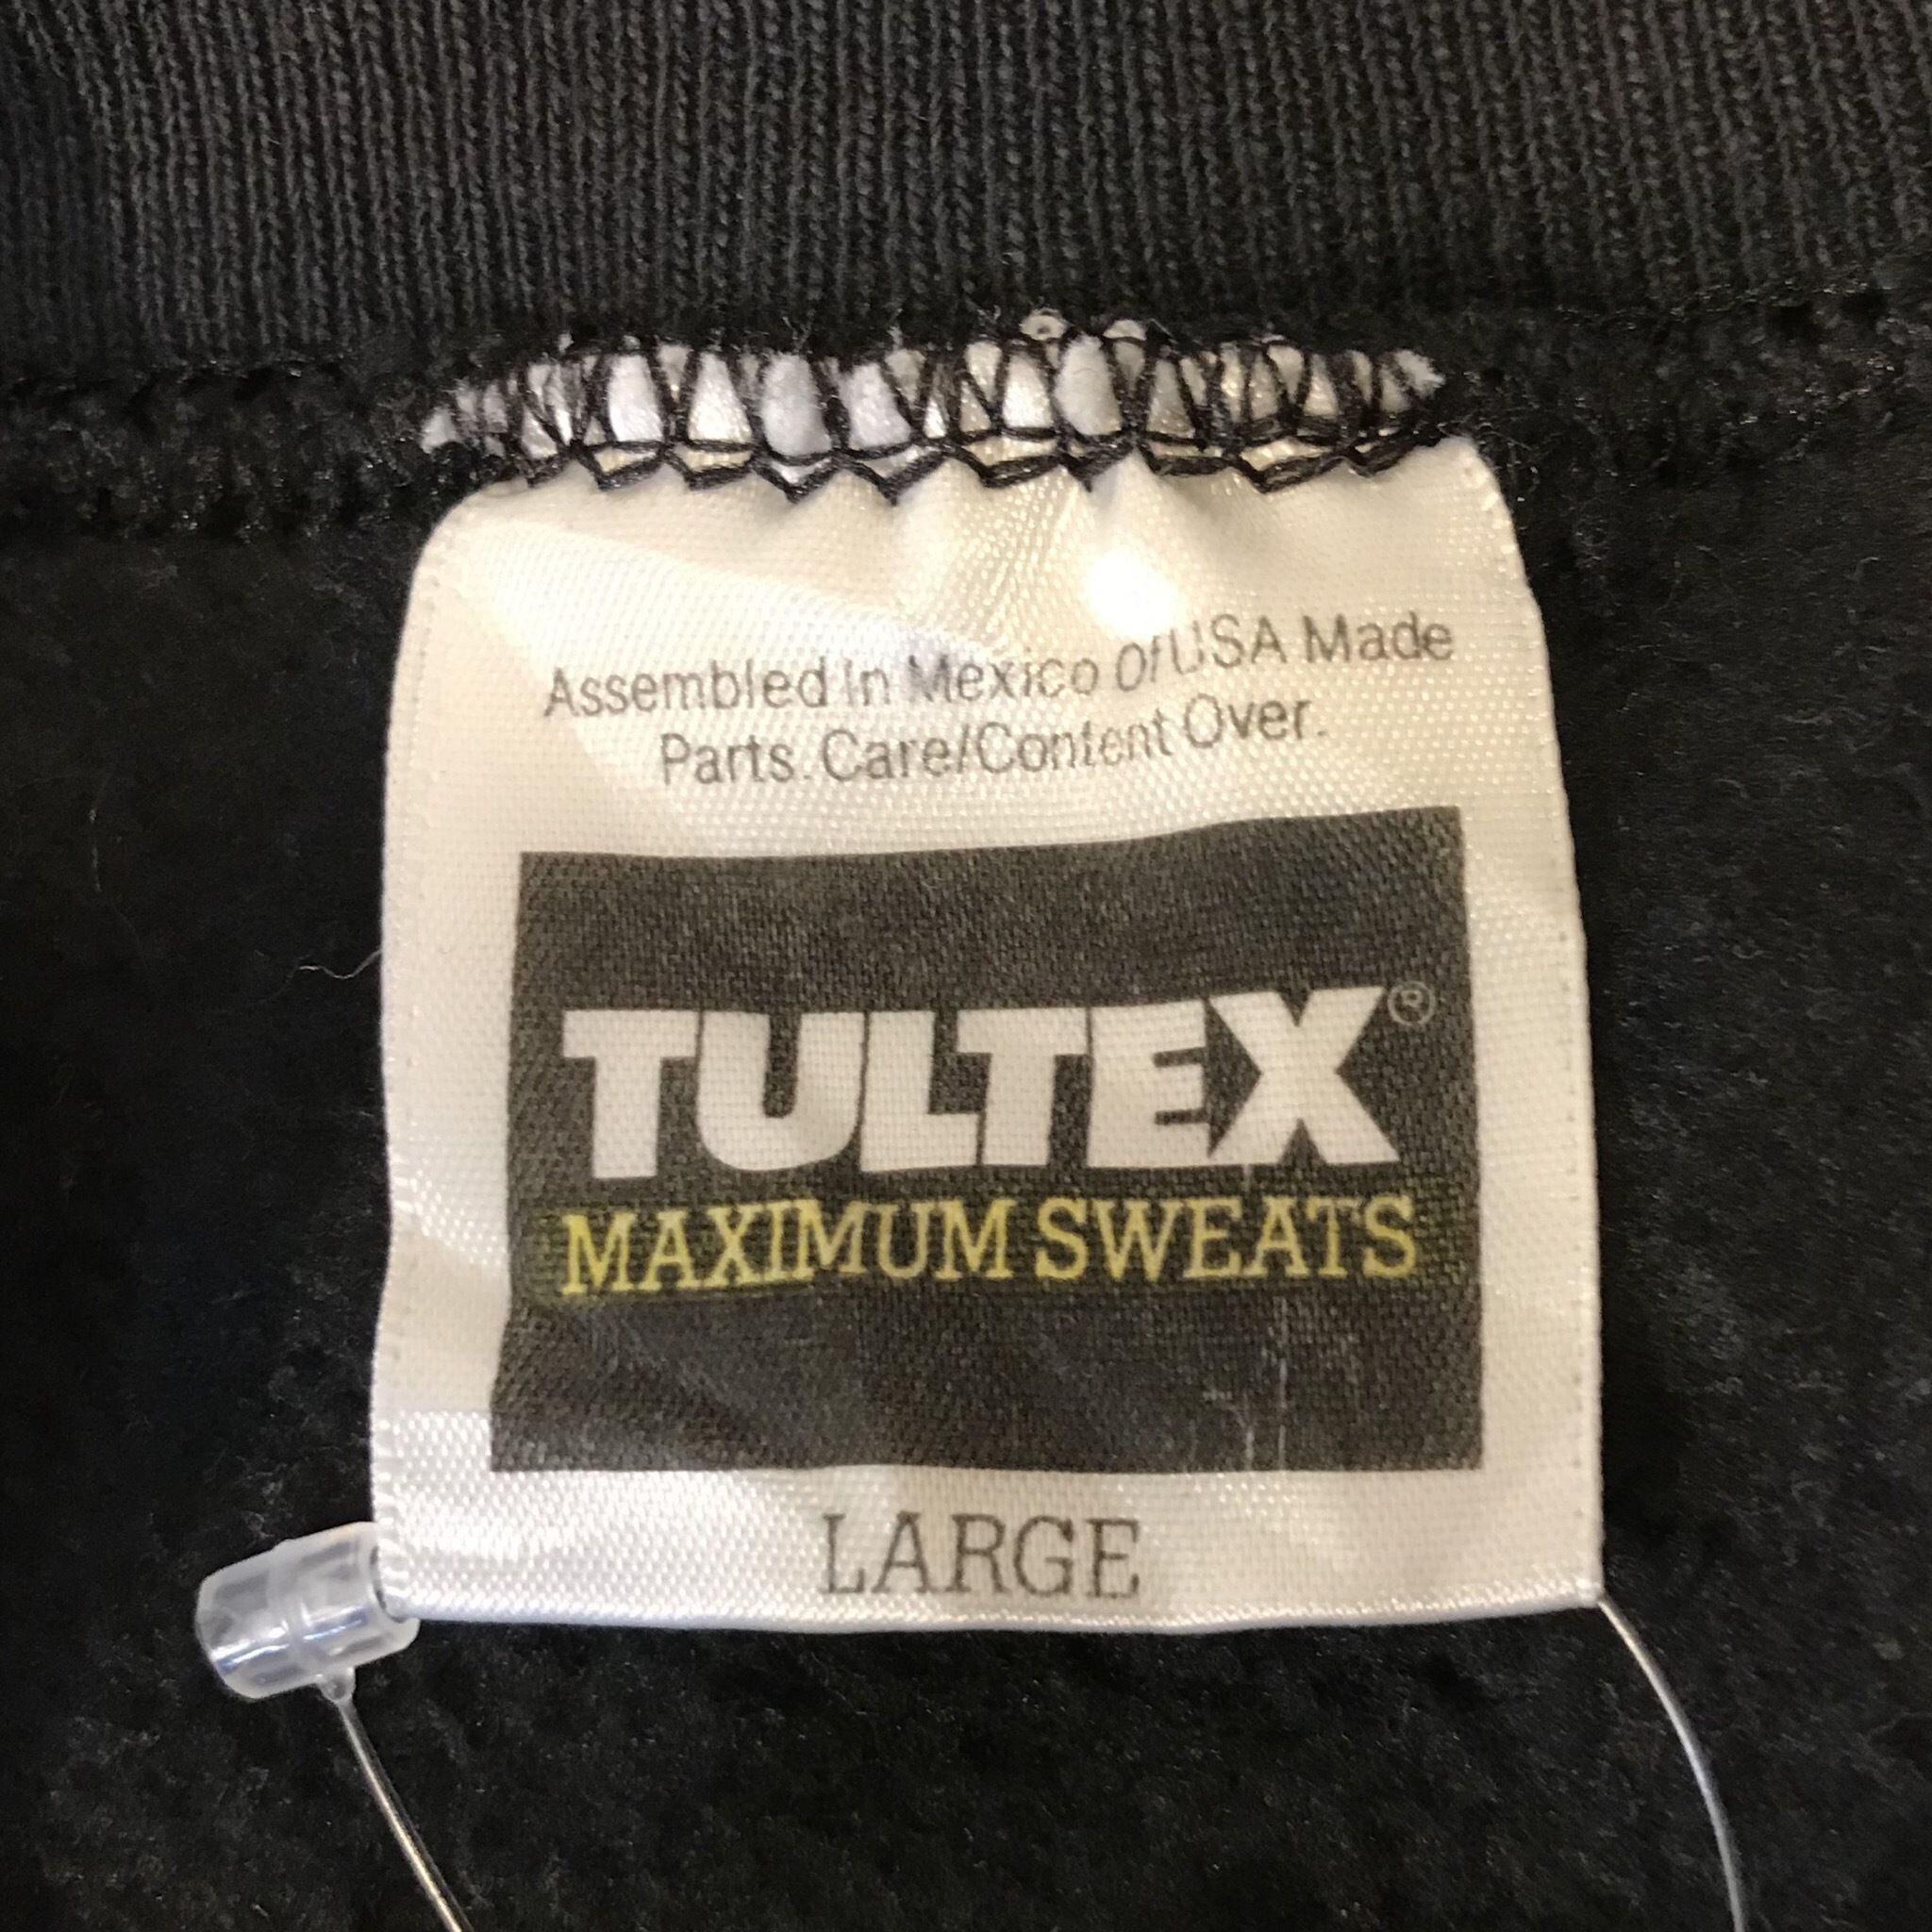 Assembled In Mexico Of USA Made
Parts. Care/Content Over.
TULTEX®
MAXIMUM SWEATS
LARGE